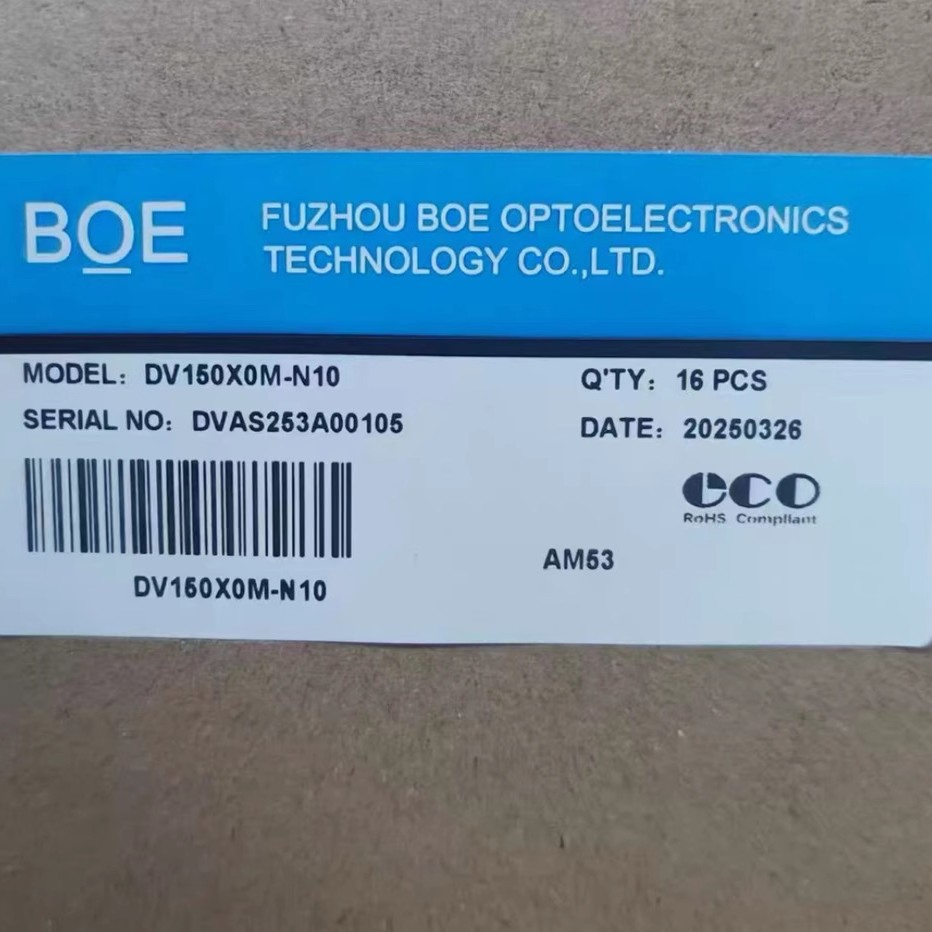 BOE
FUZHOU BOE OPTOELECTRONICS
TECHNOLOGY CO.,LTD.
MODEL: DV150X0M-N10
Q'TY: 16 PCS
SERIAL NO: DVAS253A00105
DATE: 20250326
eco
RoHS Compliant
AM53
DV150X0M-N10